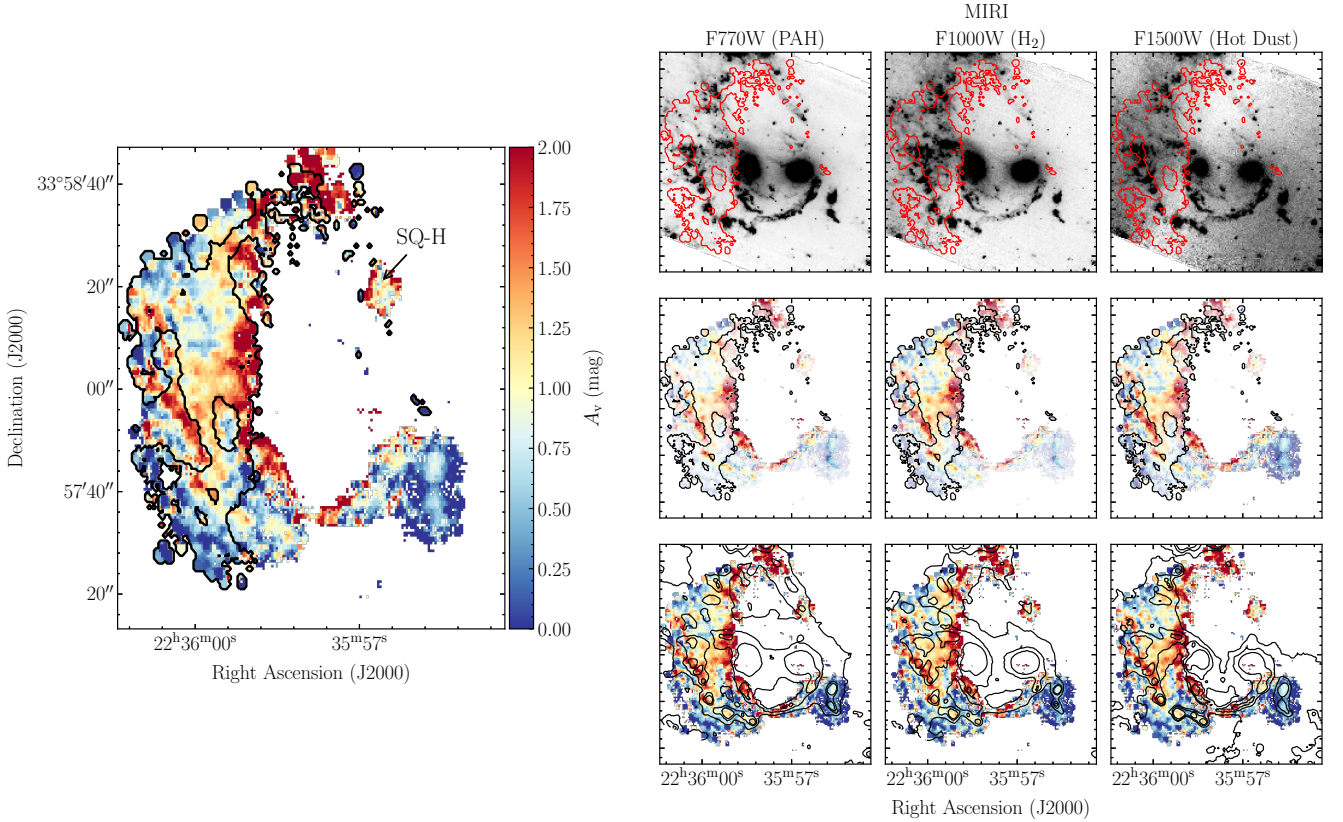 MIRI
F770W (PAH)
F1000W (H₂)
F1500W (Hot Dust)
33°58′40″
20″
00″
57′40″
20″
Declination (J2000)
SQ-H
22ʰ36ᵐ00ˢ
35ᵐ57ˢ
Right Ascension (J2000)
2.00
1.75
1.50
1.25
1.00
0.75
0.50
0.25
0.00
Aᵥ (mag)
22ʰ36ᵐ00ˢ
35ᵐ57ˢ
22ʰ36ᵐ00ˢ
35ᵐ57ˢ
22ʰ36ᵐ00ˢ
35ᵐ57ˢ
Right Ascension (J2000)